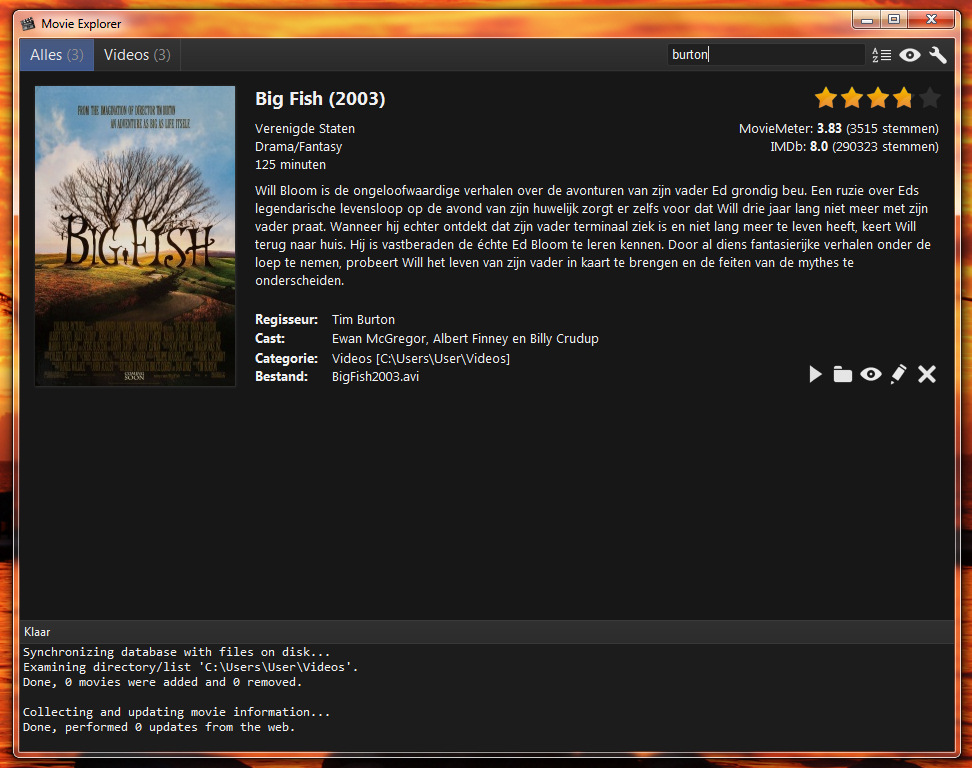 Movie Explorer
Alles (3) Videos (3)
burton
A
Z
FROM THE IMAGINATION OF DIRECTOR TIM BURTON
AN ADVENTURE AS BIG AS LIFE ITSELF
BIG FISH
COMING
SOON
Big Fish (2003)
Verenigde Staten
Drama/Fantasy
125 minuten
MovieMeter: 3.83 (3515 stemmen)
IMDb: 8.0 (290323 stemmen)
Will Bloom is de ongeloofwaardige verhalen over de avonturen van zijn vader Ed grondig beu. Een ruzie over Eds
legendarische levensloop op de avond van zijn huwelijk zorgt er zelfs voor dat Will drie jaar lang niet meer met zijn
vader praat. Wanneer hij echter ontdekt dat zijn vader terminaal ziek is en niet lang meer te leven heeft, keert Will
terug naar huis. Hij is vastberaden de échte Ed Bloom te leren kennen. Door al diens fantasierijke verhalen onder de
loep te nemen, probeert Will het leven van zijn vader in kaart te brengen en de feiten van de mythes te
onderscheiden.
Regisseur: Tim Burton
Cast: Ewan McGregor, Albert Finney en Billy Crudup
Categorie: Videos [C:\Users\User\Videos]
Bestand: BigFish2003.avi
Klaar
Synchronizing database with files on disk...
Examining directory/list 'C:\Users\User\Videos'.
Done, 0 movies were added and 0 removed.
Collecting and updating movie information...
Done, performed 0 updates from the web.